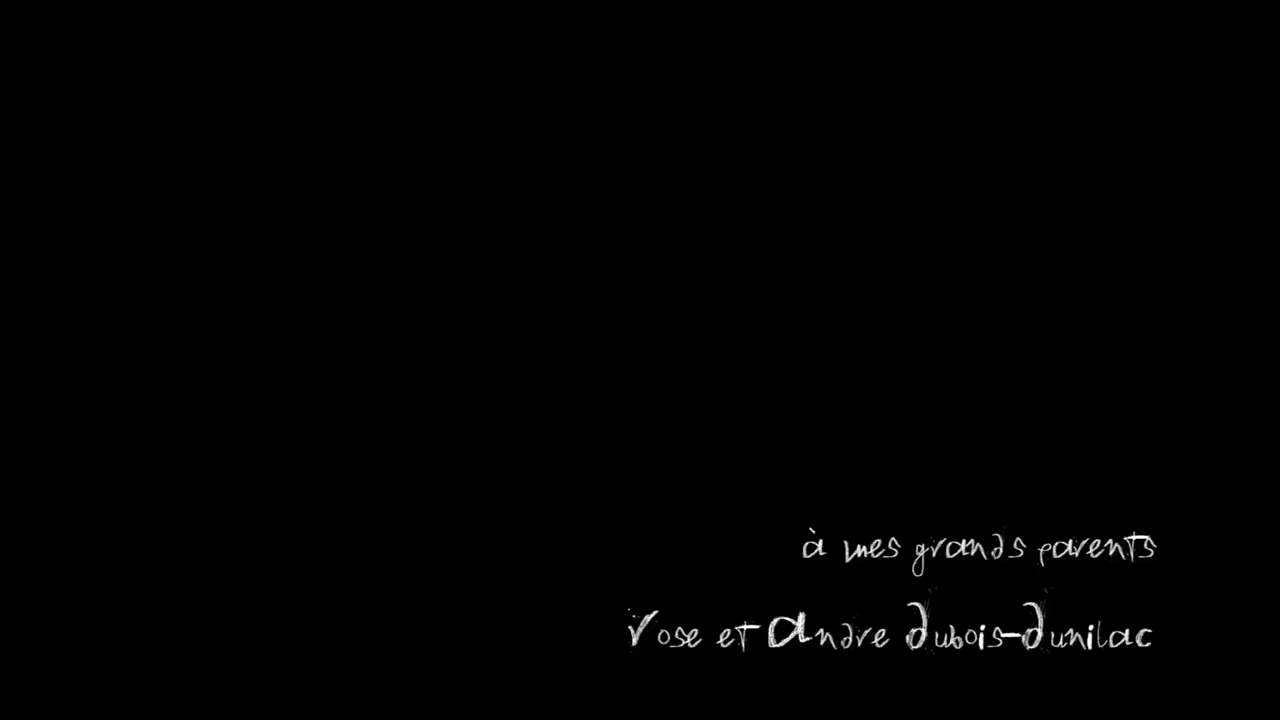 à mes grands parents
rose et andre dubois-dunilac